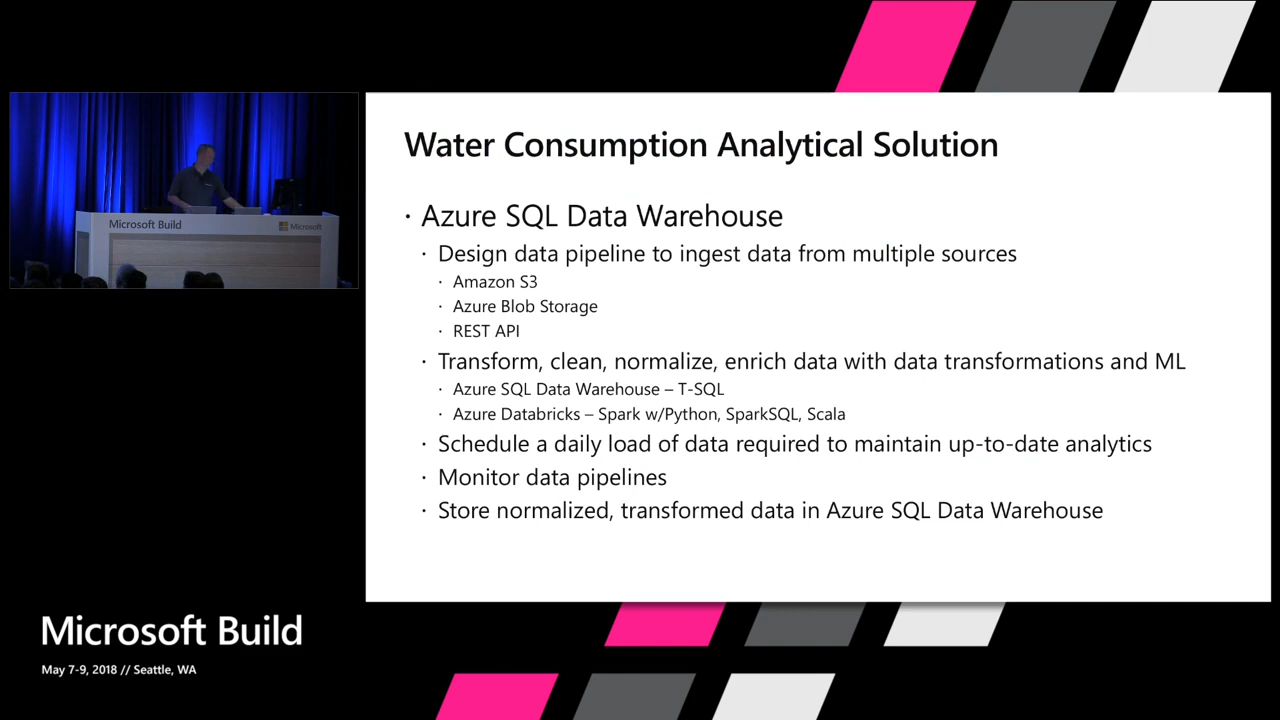 Microsoft Build
Microsoft
Water Consumption Analytical Solution
· Azure SQL Data Warehouse
· Design data pipeline to ingest data from multiple sources
· Amazon S3
· Azure Blob Storage
· REST API
· Transform, clean, normalize, enrich data with data transformations and ML
· Azure SQL Data Warehouse – T-SQL
· Azure Databricks – Spark w/Python, SparkSQL, Scala
· Schedule a daily load of data required to maintain up-to-date analytics
· Monitor data pipelines
· Store normalized, transformed data in Azure SQL Data Warehouse
Microsoft Build
May 7-9, 2018 // Seattle, WA